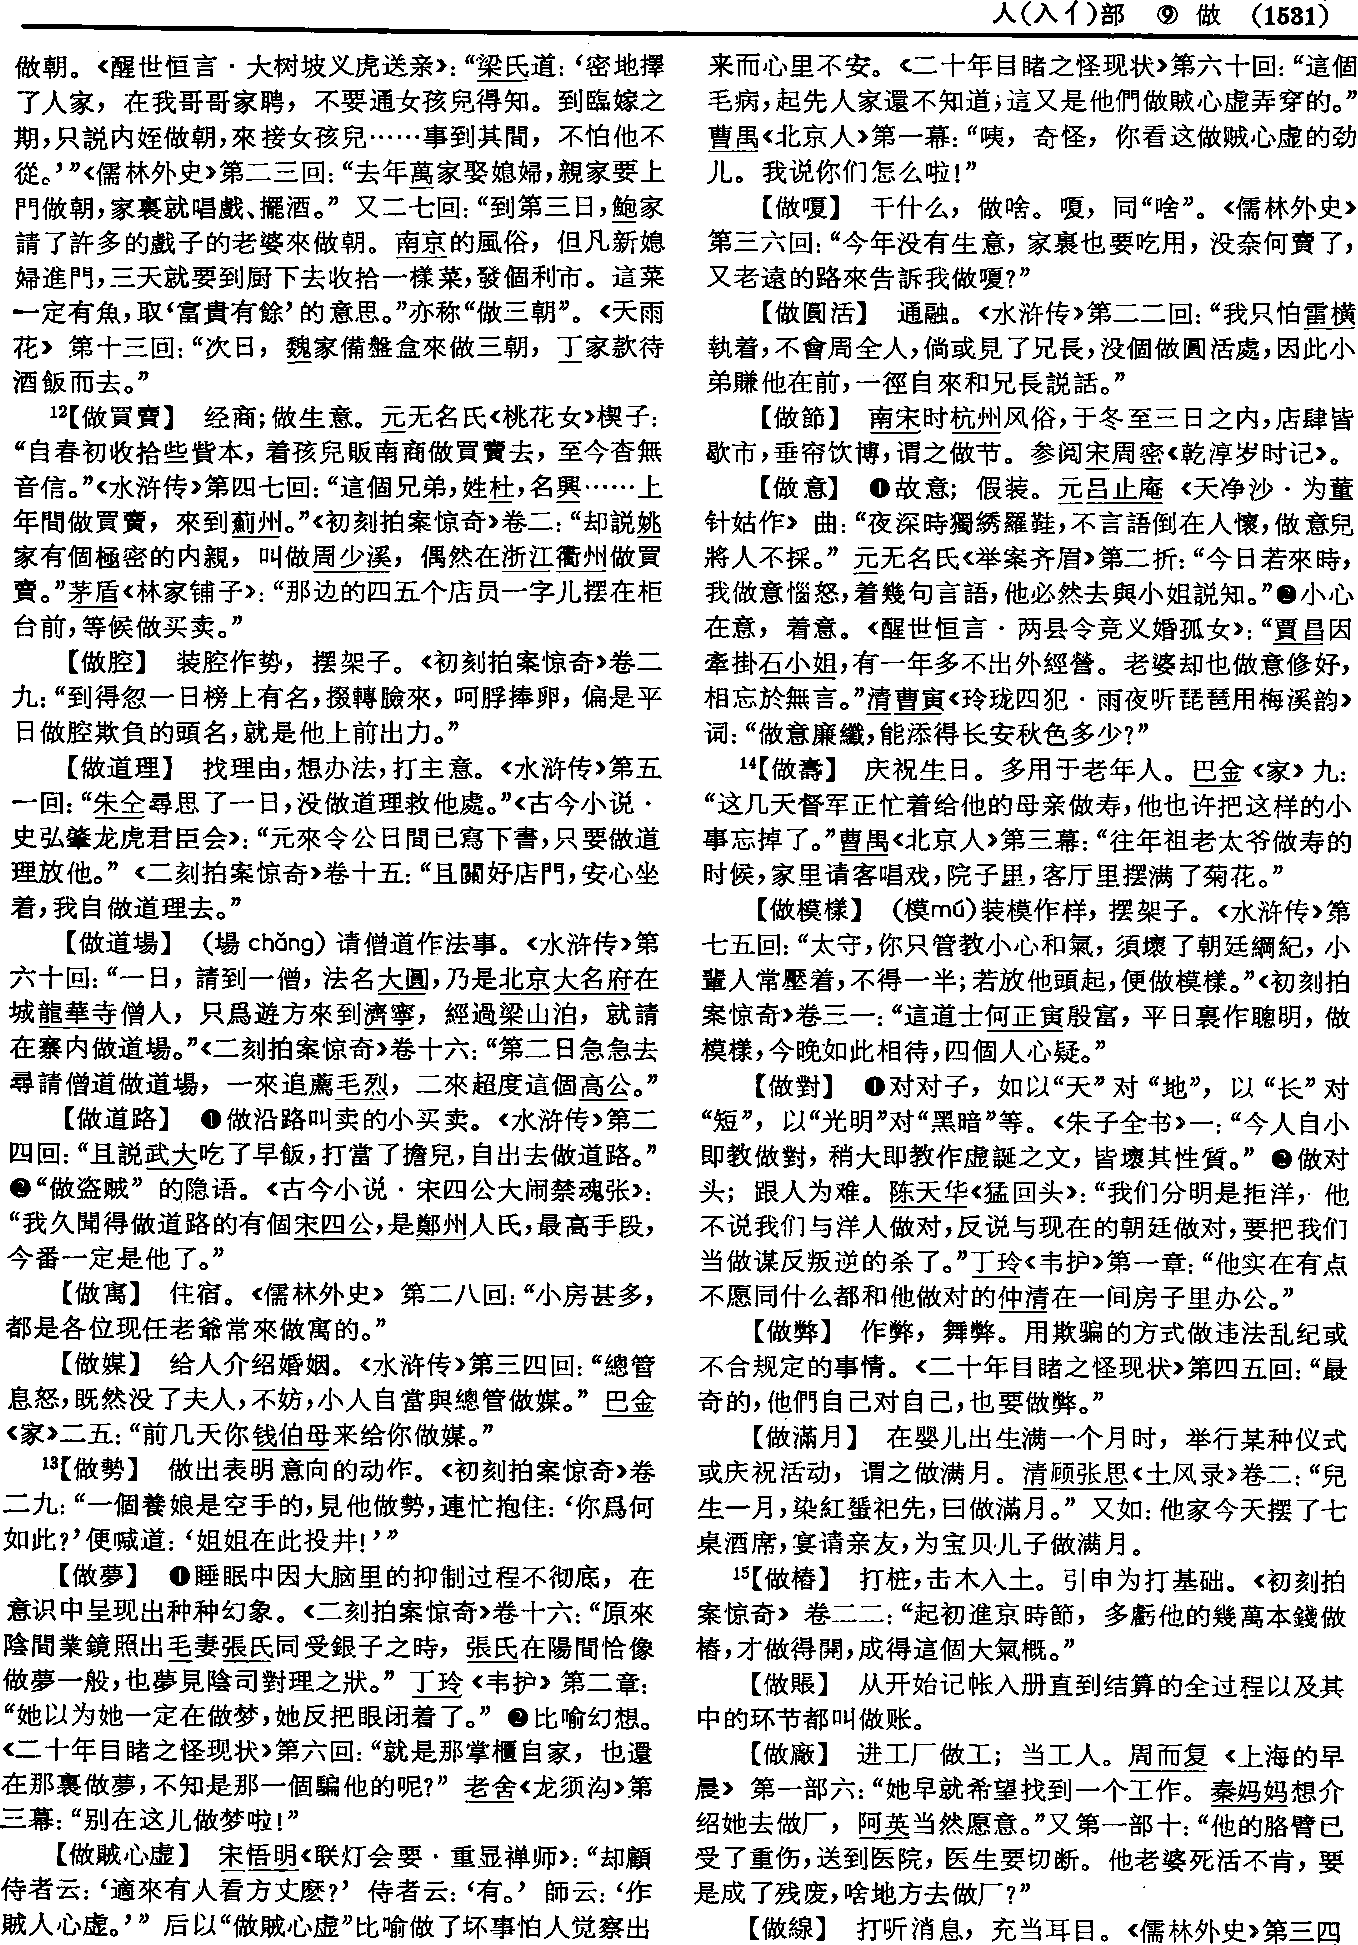 人(入亻)部 ⑨ 做 (1531)
做朝。《醒世恒言·大树坡义虎送亲》：“梁氏道：‘密地擇
了人家，在我哥哥家聘，不要通女孩兒得知。到臨嫁之
期，只説内姪做朝，來接女孩兒……事到其間，不怕他不
從。’”《儒林外史》第二三回：“去年萬家娶媳婦，親家要上
門做朝，家裏就唱戲、擺酒。”又二七回：“到第三日，鮑家
請了許多的戲子的老婆來做朝。南京的風俗，但凡新媳
婦進門，三天就要到厨下去收拾一樣菜，發個利市。這菜
一定有魚，取‘富貴有餘’的意思。”亦称“做三朝”。《天雨
花》第十三回：“次日，魏家備盤盒來做三朝，丁家款待
酒飯而去。”
¹²【做買賣】 经商；做生意。元无名氏《桃花女》楔子：
“自春初收拾些貲本，着孩兒販南商做買賣去，至今杳無
音信。”《水浒传》第四七回：“這個兄弟，姓杜，名興……上
年間做買賣，來到薊州。”《初刻拍案惊奇》卷二：“却説姚
家有個極密的内親，叫做周少溪，偶然在浙江衢州做買
賣。”茅盾《林家铺子》：“那边的四五个店员一字儿摆在柜
台前，等候做买卖。”
【做腔】 装腔作势，摆架子。《初刻拍案惊奇》卷二
九：“到得忽一日榜上有名，掇轉臉來，呵脬捧卵，偏是平
日做腔欺負的頭名，就是他上前出力。”
【做道理】 找理由，想办法，打主意。《水浒传》第五
一回：“朱仝尋思了一日，没做道理救他處。”《古今小说·
史弘肇龙虎君臣会》：“元來令公日間已寫下書，只要做道
理放他。”《二刻拍案惊奇》卷十五：“且關好店門，安心坐
着，我自做道理去。”
【做道場】 （場 chǎng）请僧道作法事。《水浒传》第
六十回：“一日，請到一僧，法名大圓，乃是北京大名府在
城龍華寺僧人，只爲遊方來到濟寧，經過梁山泊，就請
在寨内做道場。”《二刻拍案惊奇》卷十六：“第二日急急去
尋請僧道做道場，一來追薦毛烈，二來超度這個高公。”
【做道路】 ❶做沿路叫卖的小买卖。《水浒传》第二
四回：“且説武大吃了早飯，打當了擔兒，自出去做道路。”
❷“做盗贼”的隐语。《古今小说·宋四公大闹禁魂张》：
“我久聞得做道路的有個宋四公，是鄭州人氏，最高手段，
今番一定是他了。”
【做寓】 住宿。《儒林外史》第二八回：“小房甚多，
都是各位现任老爺常來做寓的。”
【做媒】 给人介绍婚姻。《水浒传》第三四回：“總管
息怒，既然没了夫人，不妨，小人自當與總管做媒。”巴金
《家》二五：“前几天你钱伯母来给你做媒。”
¹³【做勢】 做出表明意向的动作。《初刻拍案惊奇》卷
二九：“一個養娘是空手的，見他做勢，連忙抱住：‘你爲何
如此？’便喊道：‘姐姐在此投井！’”
【做夢】 ❶睡眠中因大脑里的抑制过程不彻底，在
意识中呈现出种种幻象。《二刻拍案惊奇》卷十六：“原來
陰間業鏡照出毛妻張氏同受銀子之時，張氏在陽間恰像
做夢一般，也夢見陰司對理之狀。”丁玲《韦护》第二章：
“她以为她一定在做梦，她反把眼闭着了。”❷比喻幻想。
《二十年目睹之怪现状》第六回：“就是那掌櫃自家，也還
在那裏做夢，不知是那一個騙他的呢？”老舍《龙须沟》第
三幕：“别在这儿做梦啦！”
【做賊心虚】 宋悟明《联灯会要·重显禅师》：“却顧
侍者云：‘適來有人看方丈麽？’侍者云：‘有。’師云：‘作
賊人心虚。’”后以“做贼心虚”比喻做了坏事怕人觉察出
来而心里不安。《二十年目睹之怪现状》第六十回：“這個
毛病，起先人家還不知道；這又是他們做賊心虚弄穿的。”
曹禺《北京人》第一幕：“咦，奇怪，你看这做贼心虚的劲
儿。我说你们怎么啦！”
【做嗄】 干什么，做啥。嗄，同“啥”。《儒林外史》
第三六回：“今年没有生意，家裏也要吃用，没奈何賣了，
又老遠的路來告訴我做嗄？”
【做圓活】 通融。《水浒传》第二二回：“我只怕雷横
執着，不會周全人，倘或見了兄長，没個做圓活處，因此小
弟賺他在前，一徑自來和兄長説話。”
【做節】 南宋时杭州风俗，于冬至三日之内，店肆皆
歇市，垂帘饮博，谓之做节。参阅宋周密《乾淳岁时记》。
【做意】 ❶故意；假装。元吕止庵《天净沙·为董
针姑作》曲：“夜深時獨綉羅鞋，不言語倒在人懷，做意兒
將人不採。”元无名氏《举案齐眉》第二折：“今日若來時，
我做意惱怒，着幾句言語，他必然去與小姐説知。”❷小心
在意，着意。《醒世恒言·两县令竞义婚孤女》：“賈昌因
牽掛石小姐，有一年多不出外經營。老婆却也做意修好，
相忘於無言。”清曹寅《玲珑四犯·雨夜听琵琶用梅溪韵》
词：“做意廉纖，能添得长安秋色多少？”
¹⁴【做壽】 庆祝生日。多用于老年人。巴金《家》九：
“这几天督军正忙着给他的母亲做寿，他也许把这样的小
事忘掉了。”曹禺《北京人》第三幕：“往年祖老太爷做寿的
时候，家里请客唱戏，院子里，客厅里摆满了菊花。”
【做模樣】 （模mú）装模作样，摆架子。《水浒传》第
七五回：“太守，你只管教小心和氣，須壞了朝廷綱紀，小
輩人常壓着，不得一半；若放他頭起，便做模樣。”《初刻拍
案惊奇》卷三一：“這道士何正寅殷富，平日裏作聰明，做
模樣，今晚如此相待，四個人心疑。”
【做對】 ❶对对子，如以“天”对“地”，以“长”对
“短”，以“光明”对“黑暗”等。《朱子全书》一：“今人自小
即教做對，稍大即教作虚誕之文，皆壞其性質。”❷做对
头；跟人为难。陈天华《猛回头》：“我们分明是拒洋，他
不说我们与洋人做对，反说与现在的朝廷做对，要把我们
当做谋反叛逆的杀了。”丁玲《韦护》第一章：“他实在有点
不愿同什么都和他做对的仲清在一间房子里办公。”
【做弊】 作弊，舞弊。用欺骗的方式做违法乱纪或
不合规定的事情。《二十年目睹之怪现状》第四五回：“最
奇的，他們自己对自己，也要做弊。”
【做滿月】 在婴儿出生满一个月时，举行某种仪式
或庆祝活动，谓之做满月。清顾张思《土风录》卷二：“兒
生一月，染紅蜑祀先，曰做滿月。”又如：他家今天摆了七
桌酒席，宴请亲友，为宝贝儿子做满月。
¹⁵【做樁】 打桩，击木入土。引申为打基础。《初刻拍
案惊奇》卷二二：“起初進京時節，多虧他的幾萬本錢做
樁，才做得開，成得這個大氣概。”
【做賬】 从开始记帐入册直到结算的全过程以及其
中的环节都叫做账。
【做廠】 进工厂做工；当工人。周而复《上海的早
晨》第一部六：“她早就希望找到一个工作。秦妈妈想介
绍她去做厂，阿英当然愿意。”又第一部十：“他的胳臂已
受了重伤，送到医院，医生要切断。他老婆死活不肯，要
是成了残废，啥地方去做厂？”
【做線】 打听消息，充当耳目。《儒林外史》第三四